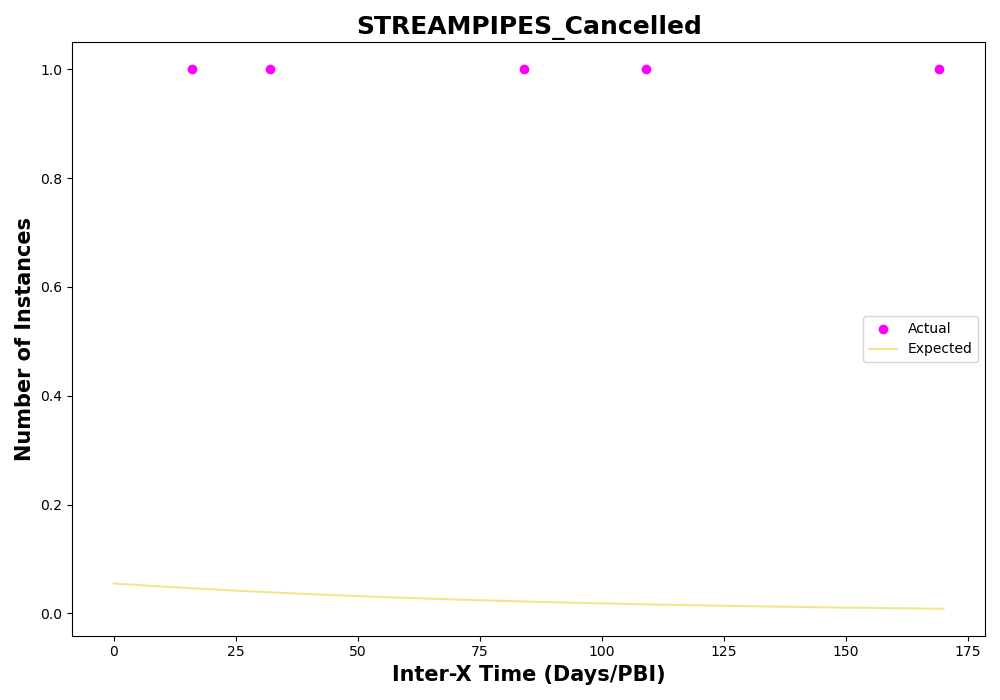 STREAMPIPES_Cancelled
Number of Instances
1.0
0.8
0.6
0.4
0.2
0.0
Actual
Expected
0 25 50 75 100 125 150 175
Inter-X Time (Days/PBI)